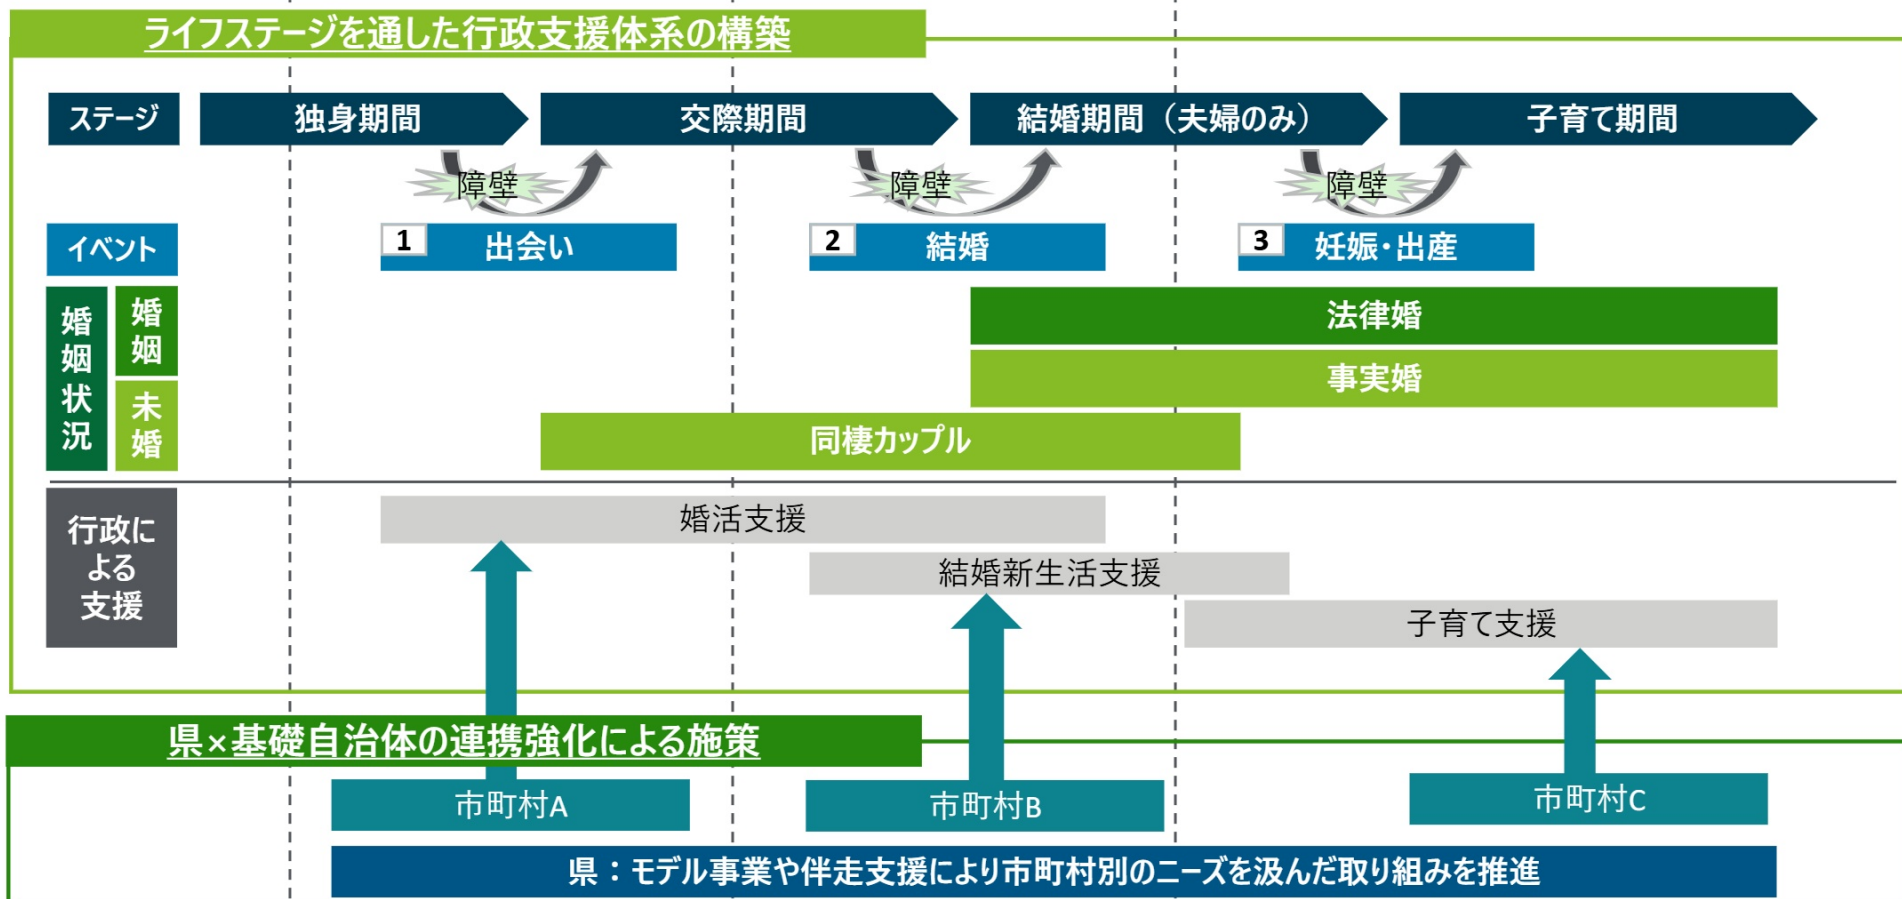 ライフステージを通した行政支援体系の構築
ステージ
独身期間
交際期間
結婚期間（夫婦のみ）
子育て期間
障壁
障壁
障壁
イベント
1
出会い
2
結婚
3
妊娠・出産
婚姻状況
婚姻
未婚
法律婚
事実婚
同棲カップル
行政に
よる
支援
婚活支援
結婚新生活支援
子育て支援
県×基礎自治体の連携強化による施策
市町村A
市町村B
市町村C
県：モデル事業や伴走支援により市町村別のニーズを汲んだ取り組みを推進